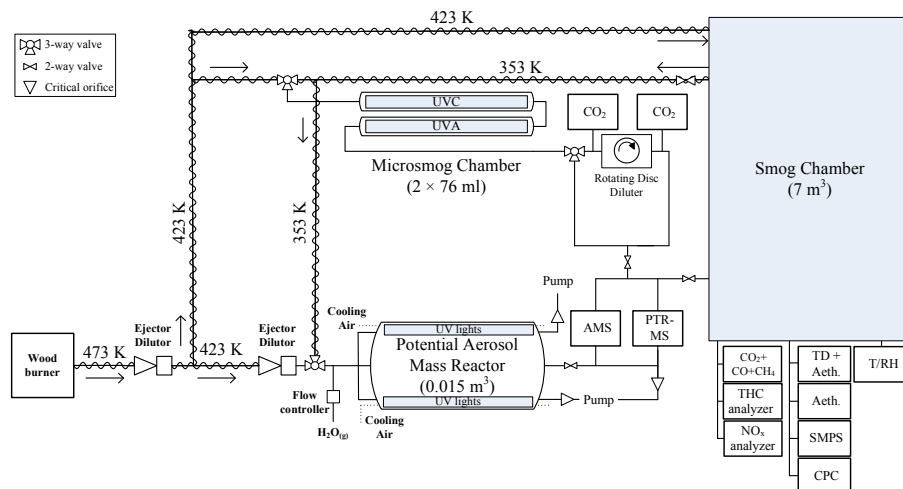 423 K
3-way valve
2-way valve
Critical orifice
353 K
UVC
UVA
CO₂
CO₂
Microsmog Chamber
(2 × 76 ml)
Rotating Disc
Diluter
Smog Chamber
(7 m³)
423 K
353 K
Pump
Cooling
Air
UV lights
AMS
PTR-
MS
Ejector
Dilutor
Ejector
Dilutor
Wood
burner
473 K
423 K
Potential Aerosol
Mass Reactor
(0.015 m³)
UV lights
Pump
Flow
controller
Cooling
Air
H₂O₍g₎
CO₂+
CO+CH₄
TD +
Aeth.
T/RH
THC
analyzer
Aeth.
NOₓ
analyzer
SMPS
CPC